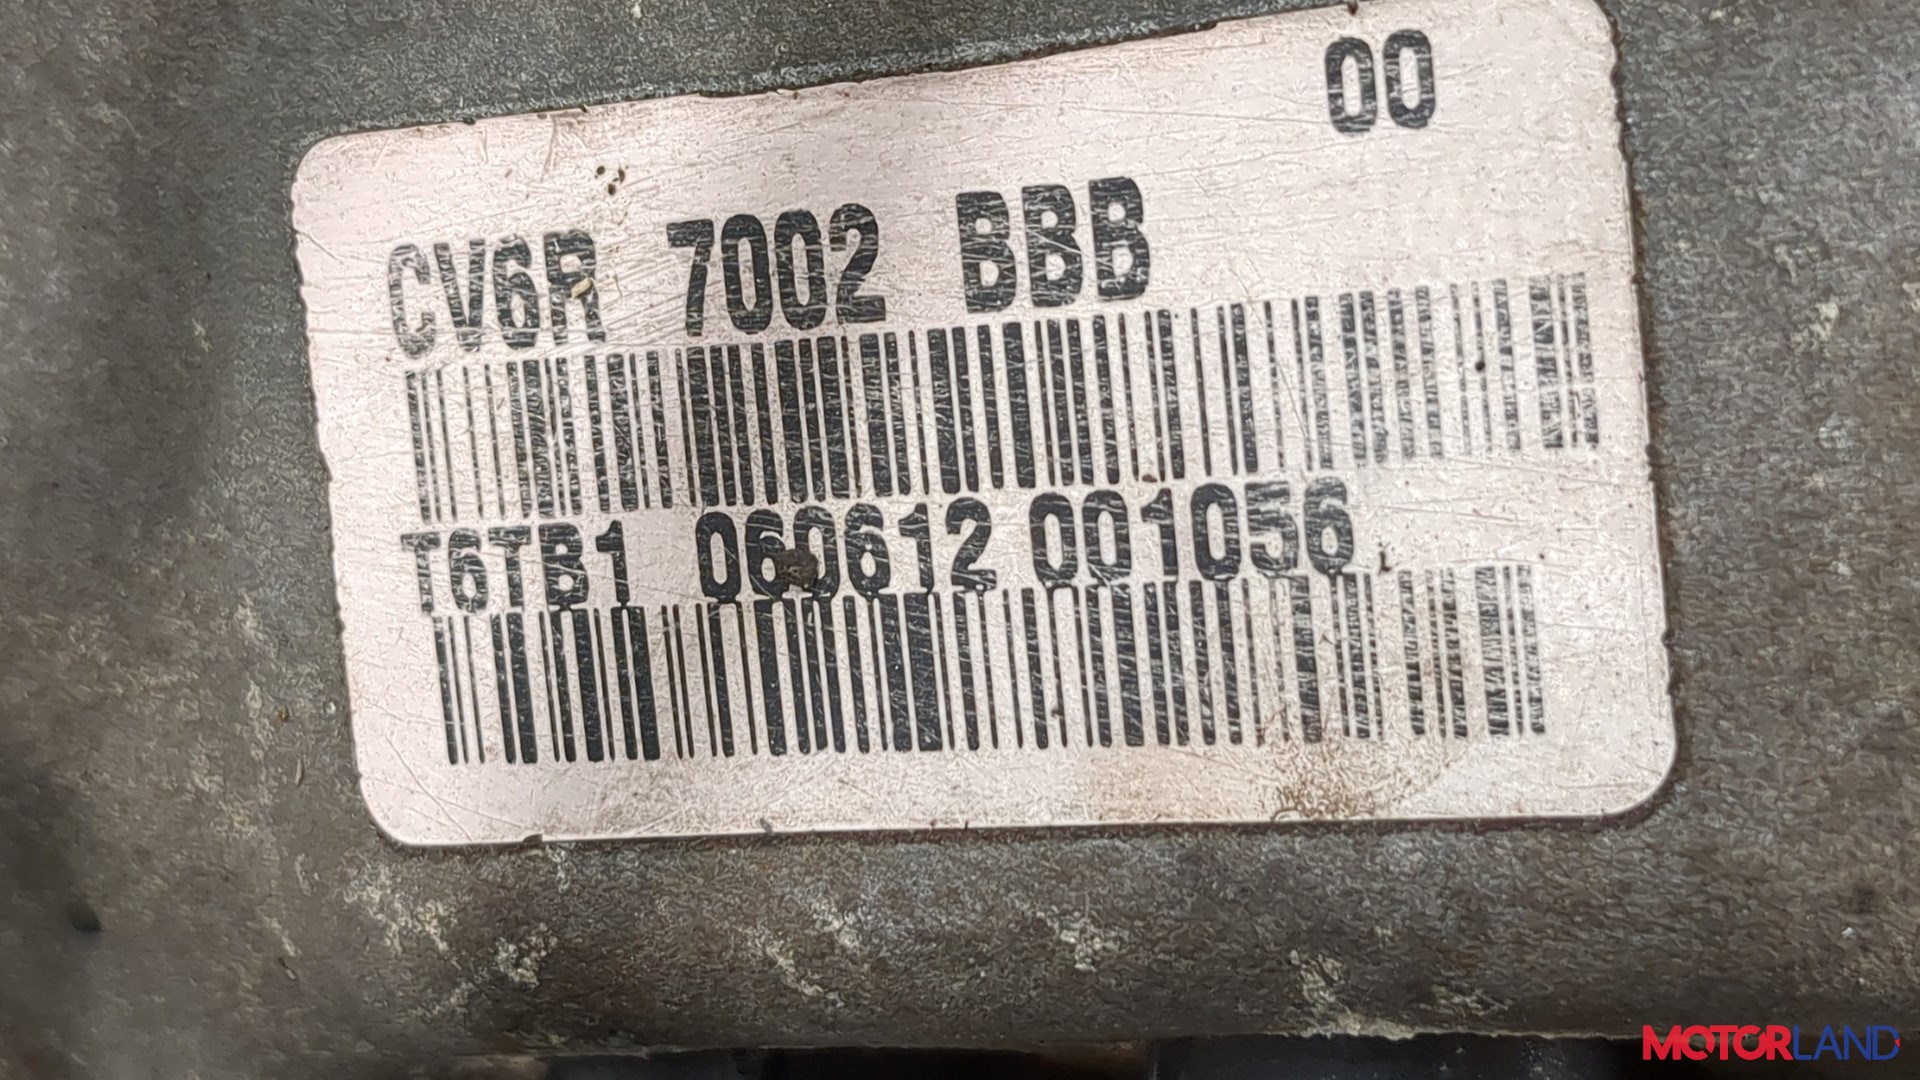 00
CV6R 7002 BBB
T6TB1 060612 001056
MOTORLAND